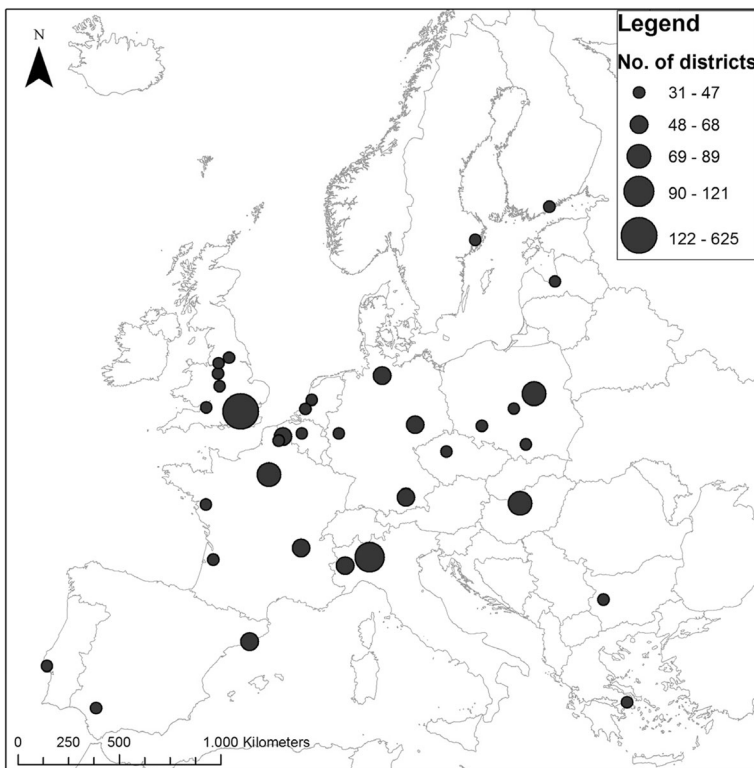 N
Legend
No. of districts
31 - 47
48 - 68
69 - 89
90 - 121
122 - 625
0 250 500 1.000 Kilometers